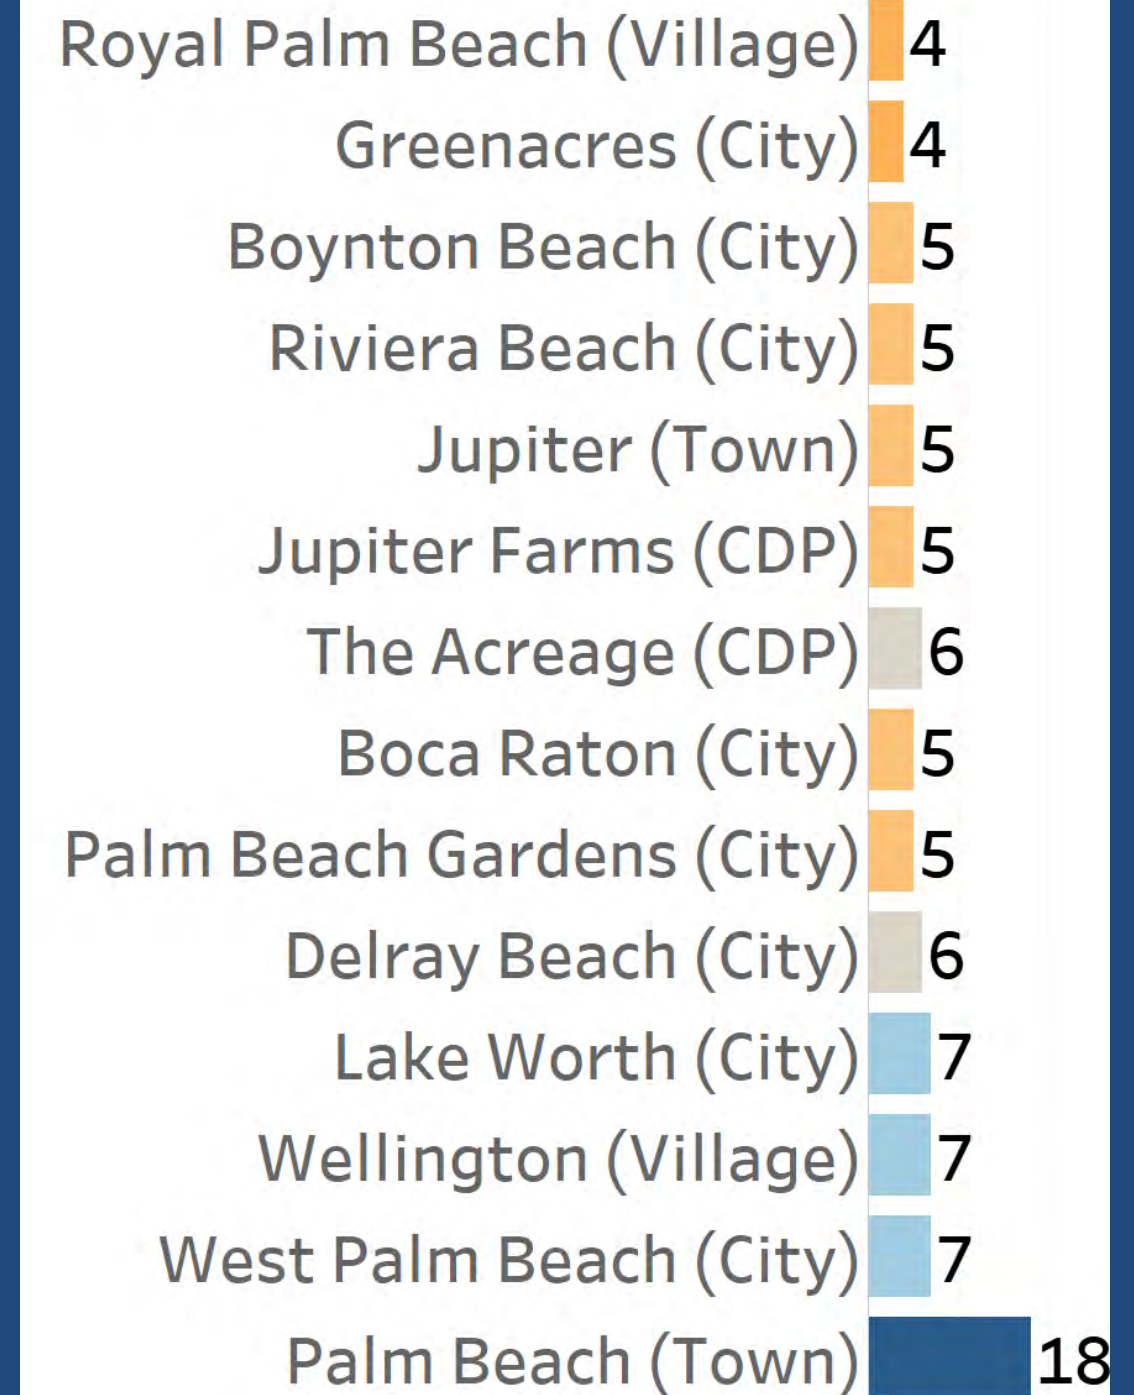 Royal Palm Beach (Village) 4
Greenacres (City) 4
Boynton Beach (City) 5
Riviera Beach (City) 5
Jupiter (Town) 5
Jupiter Farms (CDP) 5
The Acreage (CDP) 6
Boca Raton (City) 5
Palm Beach Gardens (City) 5
Delray Beach (City) 6
Lake Worth (City) 7
Wellington (Village) 7
West Palm Beach (City) 7
Palm Beach (Town) 18